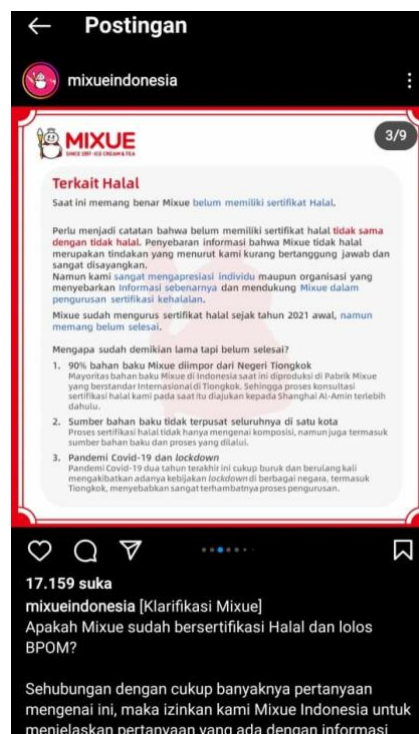 Postingan
mixueindonesia
3/9
MIXUE
SINCE 1997 · ICE CREAM & TEA
Terkait Halal
Saat ini memang benar Mixue belum memiliki sertifikat Halal.
Perlu menjadi catatan bahwa belum memiliki sertifikat halal tidak sama
dengan tidak halal. Penyebaran informasi bahwa Mixue tidak halal
merupakan tindakan yang menurut kami kurang bertanggung jawab dan
sangat disayangkan.
Namun kami sangat mengapresiasi individu maupun organisasi yang
menyebarkan Informasi sebenarnya dan mendukung Mixue dalam
pengurusan sertifikasi kehalalan.
Mixue sudah mengurus sertifikat halal sejak tahun 2021 awal, namun
memang belum selesai.
Mengapa sudah demikian lama tapi belum selesai?
1. 90% bahan baku Mixue diimpor dari Negeri Tiongkok
Mayoritas bahan baku Mixue di Indonesia saat ini diproduksi di Pabrik Mixue
yang berstandar Internasional di Tiongkok. Sehingga proses konsultasi
sertifikasi halal kami pada saat itu diajukan kepada Shanghai Al-Amin terlebih
dahulu.
2. Sumber bahan baku tidak terpusat seluruhnya di satu kota
Proses sertifikasi halal tidak hanya mengenai komposisi, namun juga termasuk
sumber bahan baku dan proses yang dilalui.
3. Pandemi Covid-19 dan lockdown
Pandemi Covid-19 dua tahun terakhir ini cukup buruk dan berulang kali
mengakibatkan adanya kebijakan lockdown di berbagai negara, termasuk
Tiongkok, menyebabkan sangat terhambatnya proses pengurusan.
17.159 suka
mixueindonesia [Klarifikasi Mixue]
Apakah Mixue sudah bersertifikasi Halal dan lolos
BPOM?
Sehubungan dengan cukup banyaknya pertanyaan
mengenai ini, maka izinkan kami Mixue Indonesia untuk
menjelaskan pertanyaan yang ada dengan informasi